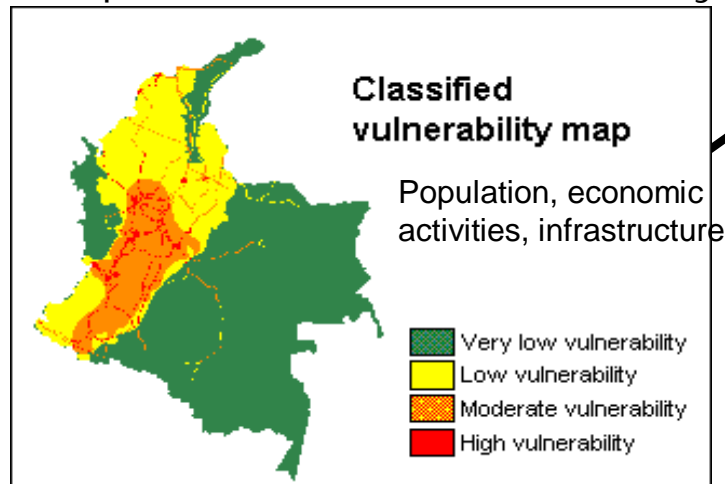 Classified
vulnerability map
Population, economic
activities, infrastructure
Very low vulnerability
Low vulnerability
Moderate vulnerability
High vulnerability